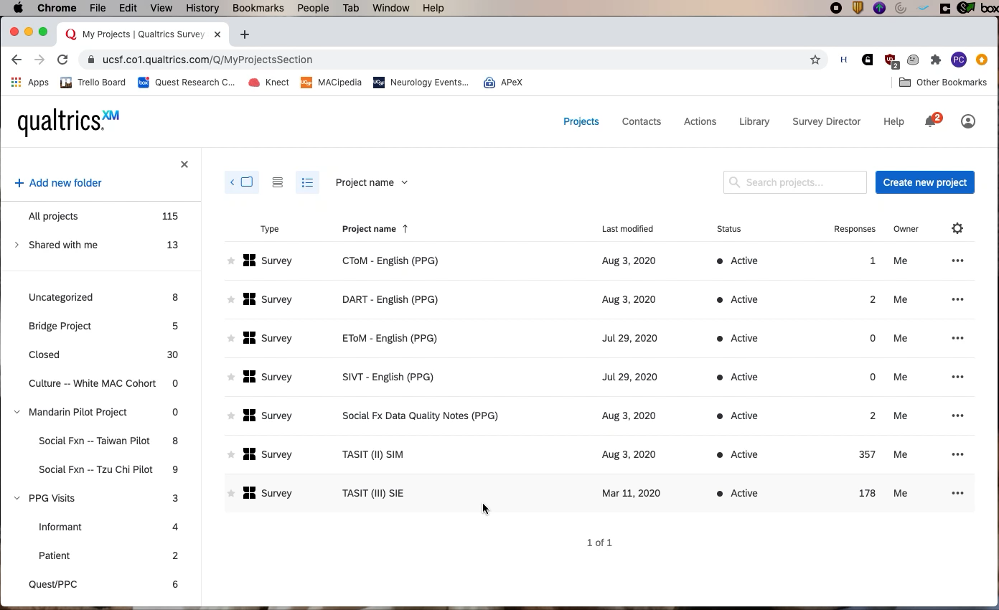 Chrome File Edit View History Bookmarks People Tab Window Help
box
My Projects | Qualtrics Survey
ucsf.co1.qualtrics.com/Q/MyProjectsSection
H 2 PC
Apps Trello Board box Quest Research C... Knect UCSF MACipedia UCSF Neurology Events... APeX Other Bookmarks
qualtrics.XM
Projects Contacts Actions Library Survey Director Help 2
+ Add new folder
All projects 115
Shared with me 13
Uncategorized 8
Bridge Project 5
Closed 30
Culture -- White MAC Cohort 0
Mandarin Pilot Project 0
Social Fxn -- Taiwan Pilot 8
Social Fxn -- Tzu Chi Pilot 9
PPG Visits 3
Informant 4
Patient 2
Quest/PPC 6
Project name
Search projects...
Create new project
Type Project name ↑ Last modified Status Responses Owner
Survey CToM - English (PPG) Aug 3, 2020 Active 1 Me
Survey DART - English (PPG) Aug 3, 2020 Active 2 Me
Survey EToM - English (PPG) Jul 29, 2020 Active 0 Me
Survey SIVT - English (PPG) Jul 29, 2020 Active 0 Me
Survey Social Fx Data Quality Notes (PPG) Aug 3, 2020 Active 2 Me
Survey TASIT (II) SIM Aug 3, 2020 Active 357 Me
Survey TASIT (III) SIE Mar 11, 2020 Active 178 Me
1 of 1